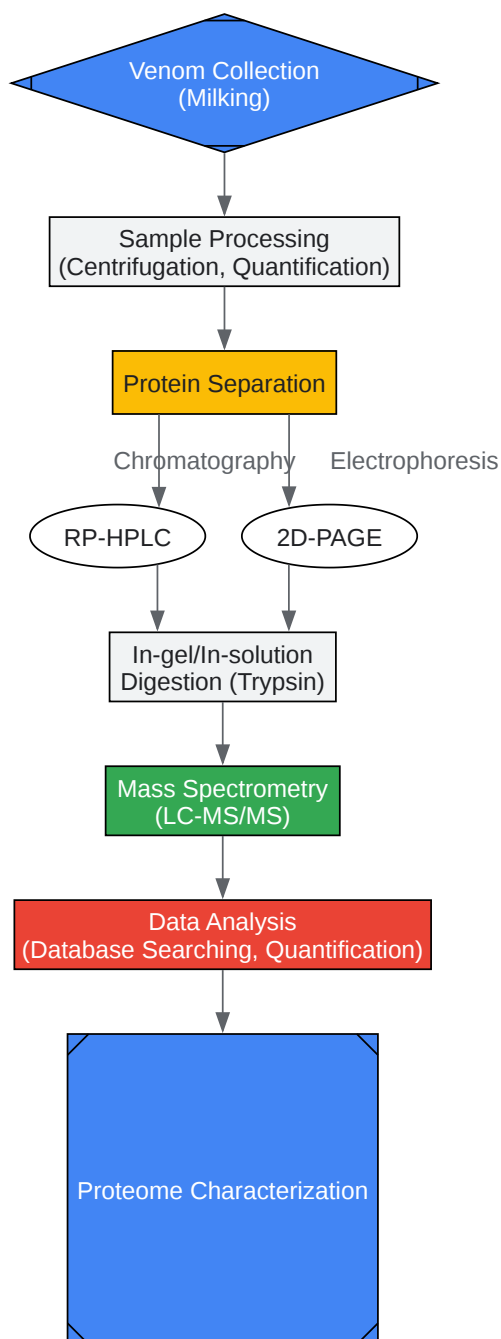 Venom Collection
(Milking)
Sample Processing
(Centrifugation, Quantification)
Protein Separation
Chromatography
Electrophoresis
RP-HPLC
2D-PAGE
In-gel/In-solution
Digestion (Trypsin)
Mass Spectrometry
(LC-MS/MS)
Data Analysis
(Database Searching, Quantification)
Proteome Characterization